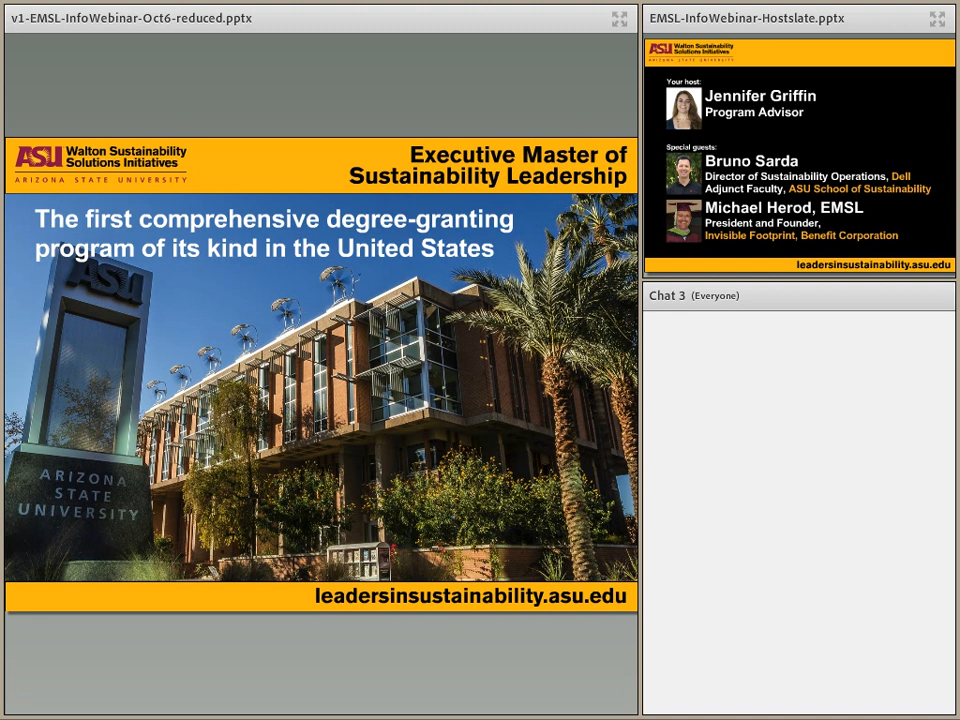 v1-EMSL-InfoWebinar-Oct6-reduced.pptx
ASU Walton Sustainability
Solutions Initiatives
ARIZONA STATE UNIVERSITY
Executive Master of
Sustainability Leadership
The first comprehensive degree-granting
program of its kind in the United States
ASU
ARIZONA
STATE
UNIVERSITY
leadersinsustainability.asu.edu
EMSL-InfoWebinar-Hostslate.pptx
ASU Walton Sustainability
Solutions Initiatives
ARIZONA STATE UNIVERSITY
Your host:
Jennifer Griffin
Program Advisor
Special guests:
Bruno Sarda
Director of Sustainability Operations, Dell
Adjunct Faculty, ASU School of Sustainability
Michael Herod, EMSL
President and Founder,
Invisible Footprint, Benefit Corporation
leadersinsustainability.asu.edu
Chat 3 (Everyone)